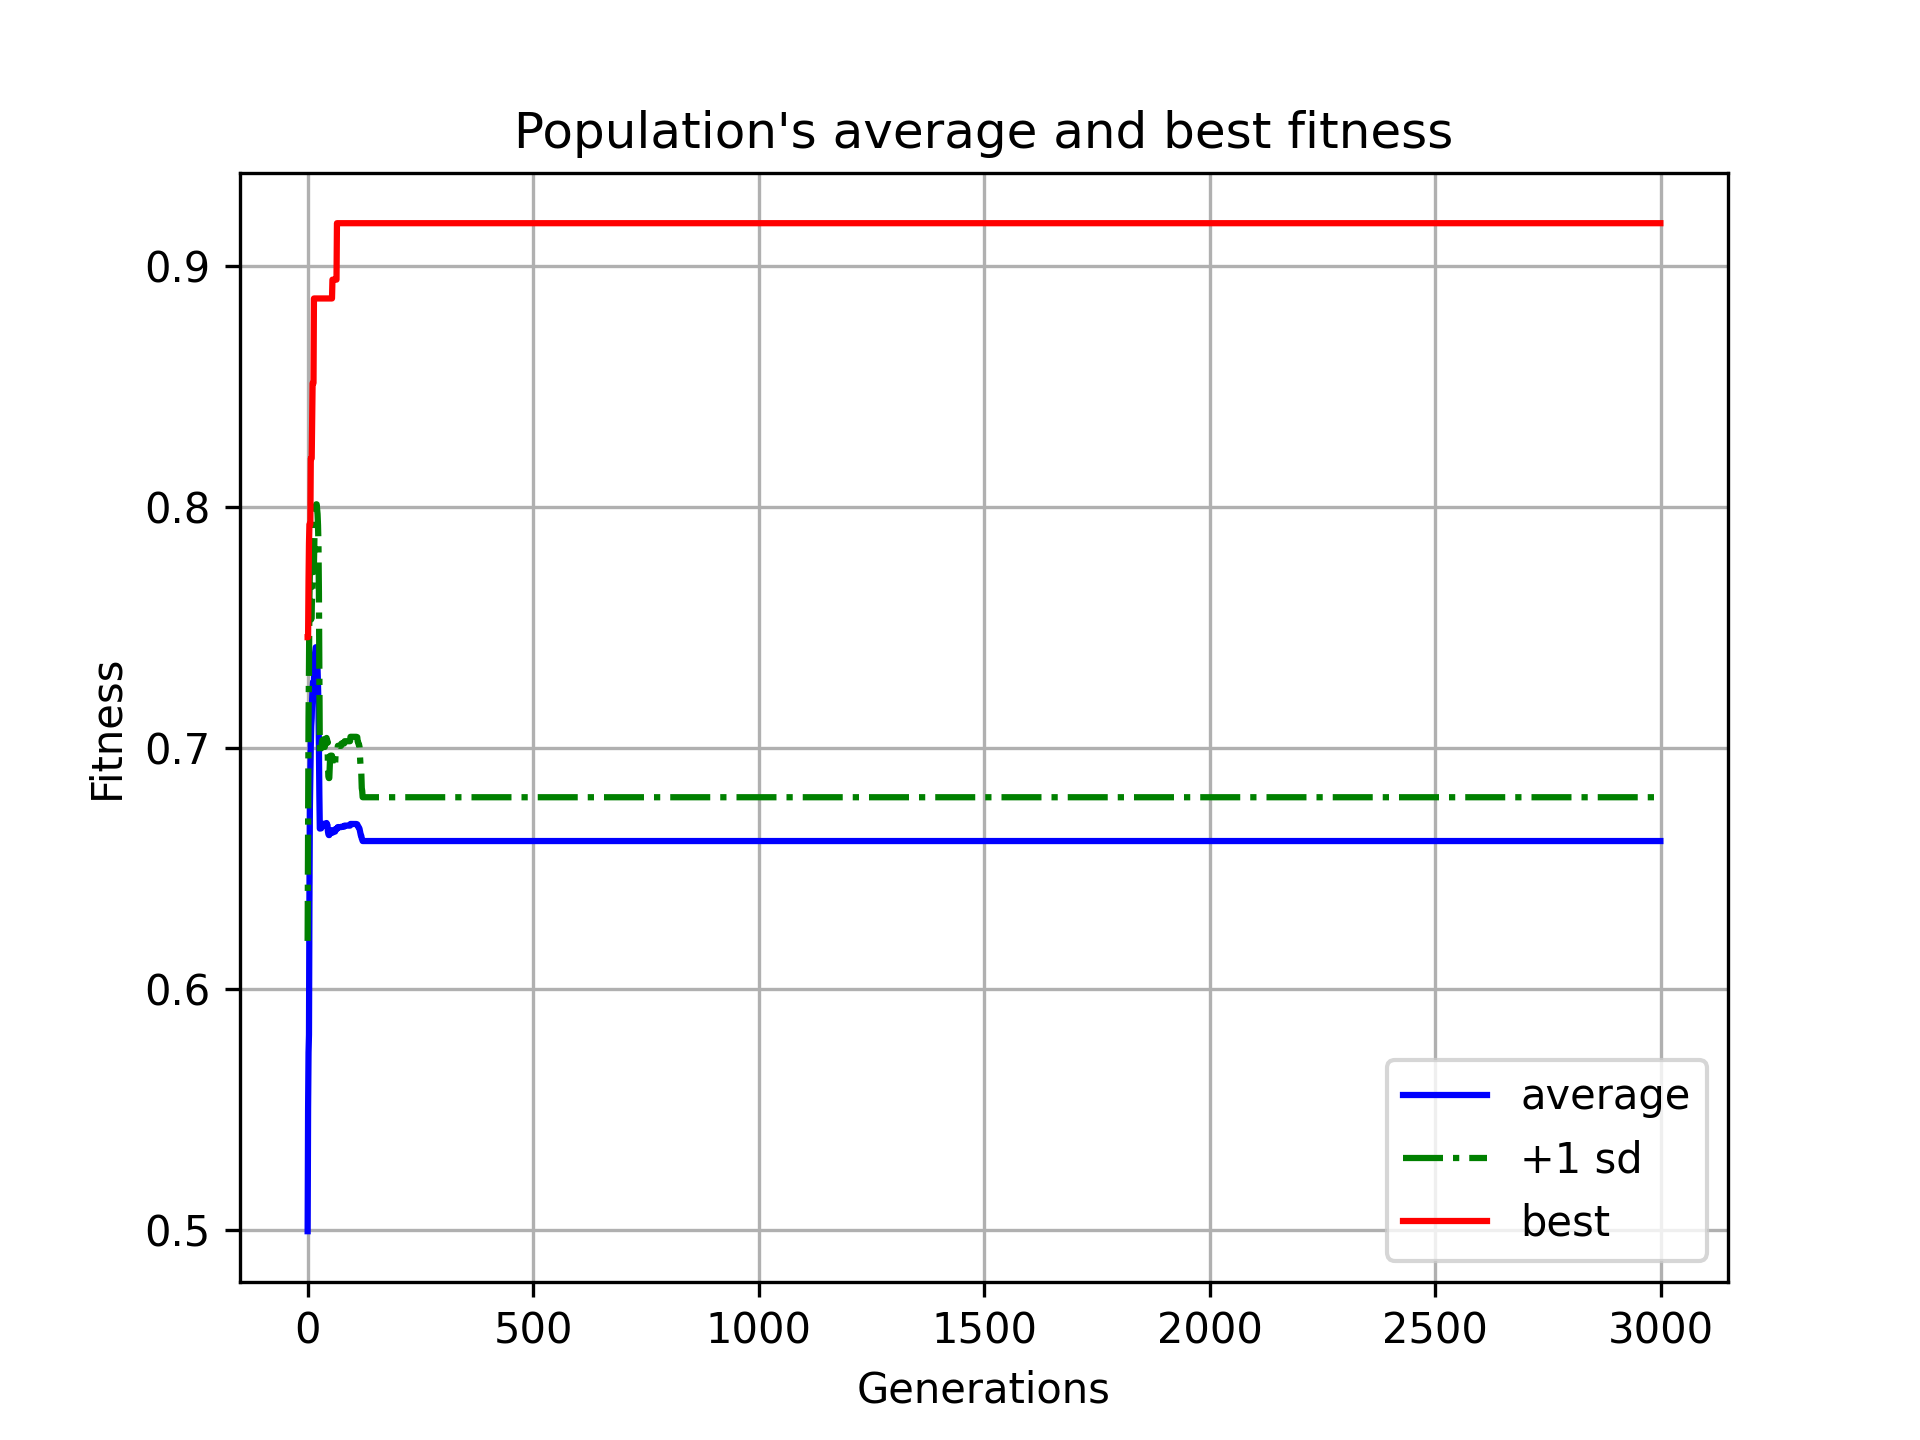 Population's average and best fitness
Fitness
0.9
0.8
0.7
0.6
0.5
average
+1 sd
best
0 500 1000 1500 2000 2500 3000
Generations